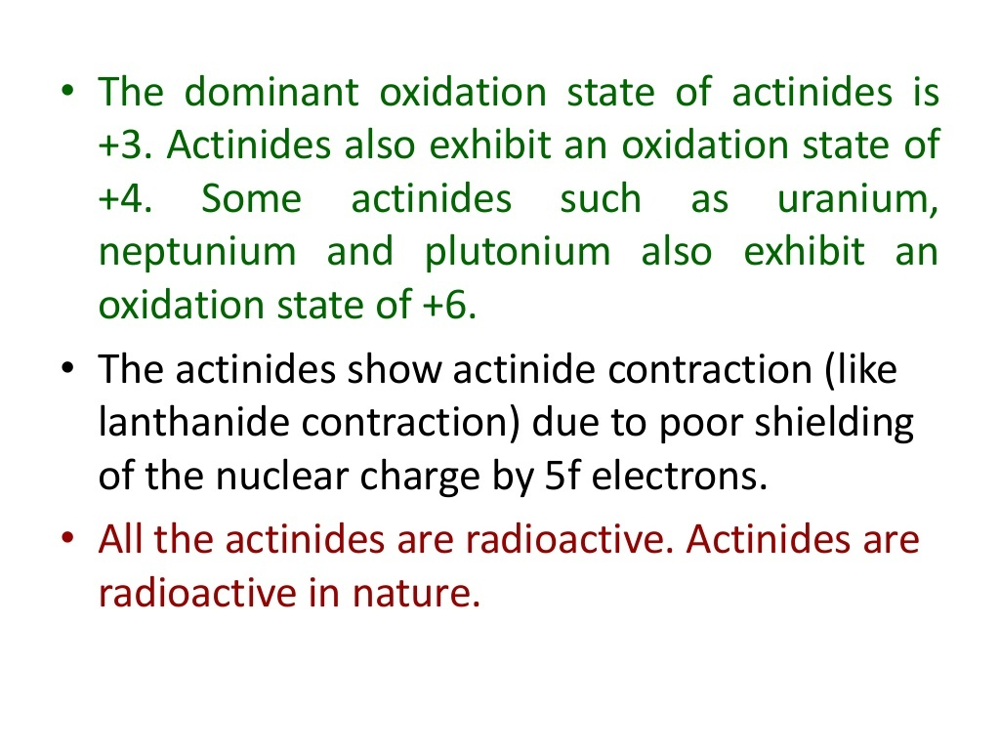 • The dominant oxidation state of actinides is
+3. Actinides also exhibit an oxidation state of
+4. Some actinides such as uranium,
neptunium and plutonium also exhibit an
oxidation state of +6.
• The actinides show actinide contraction (like
lanthanide contraction) due to poor shielding
of the nuclear charge by 5f electrons.
• All the actinides are radioactive. Actinides are
radioactive in nature.